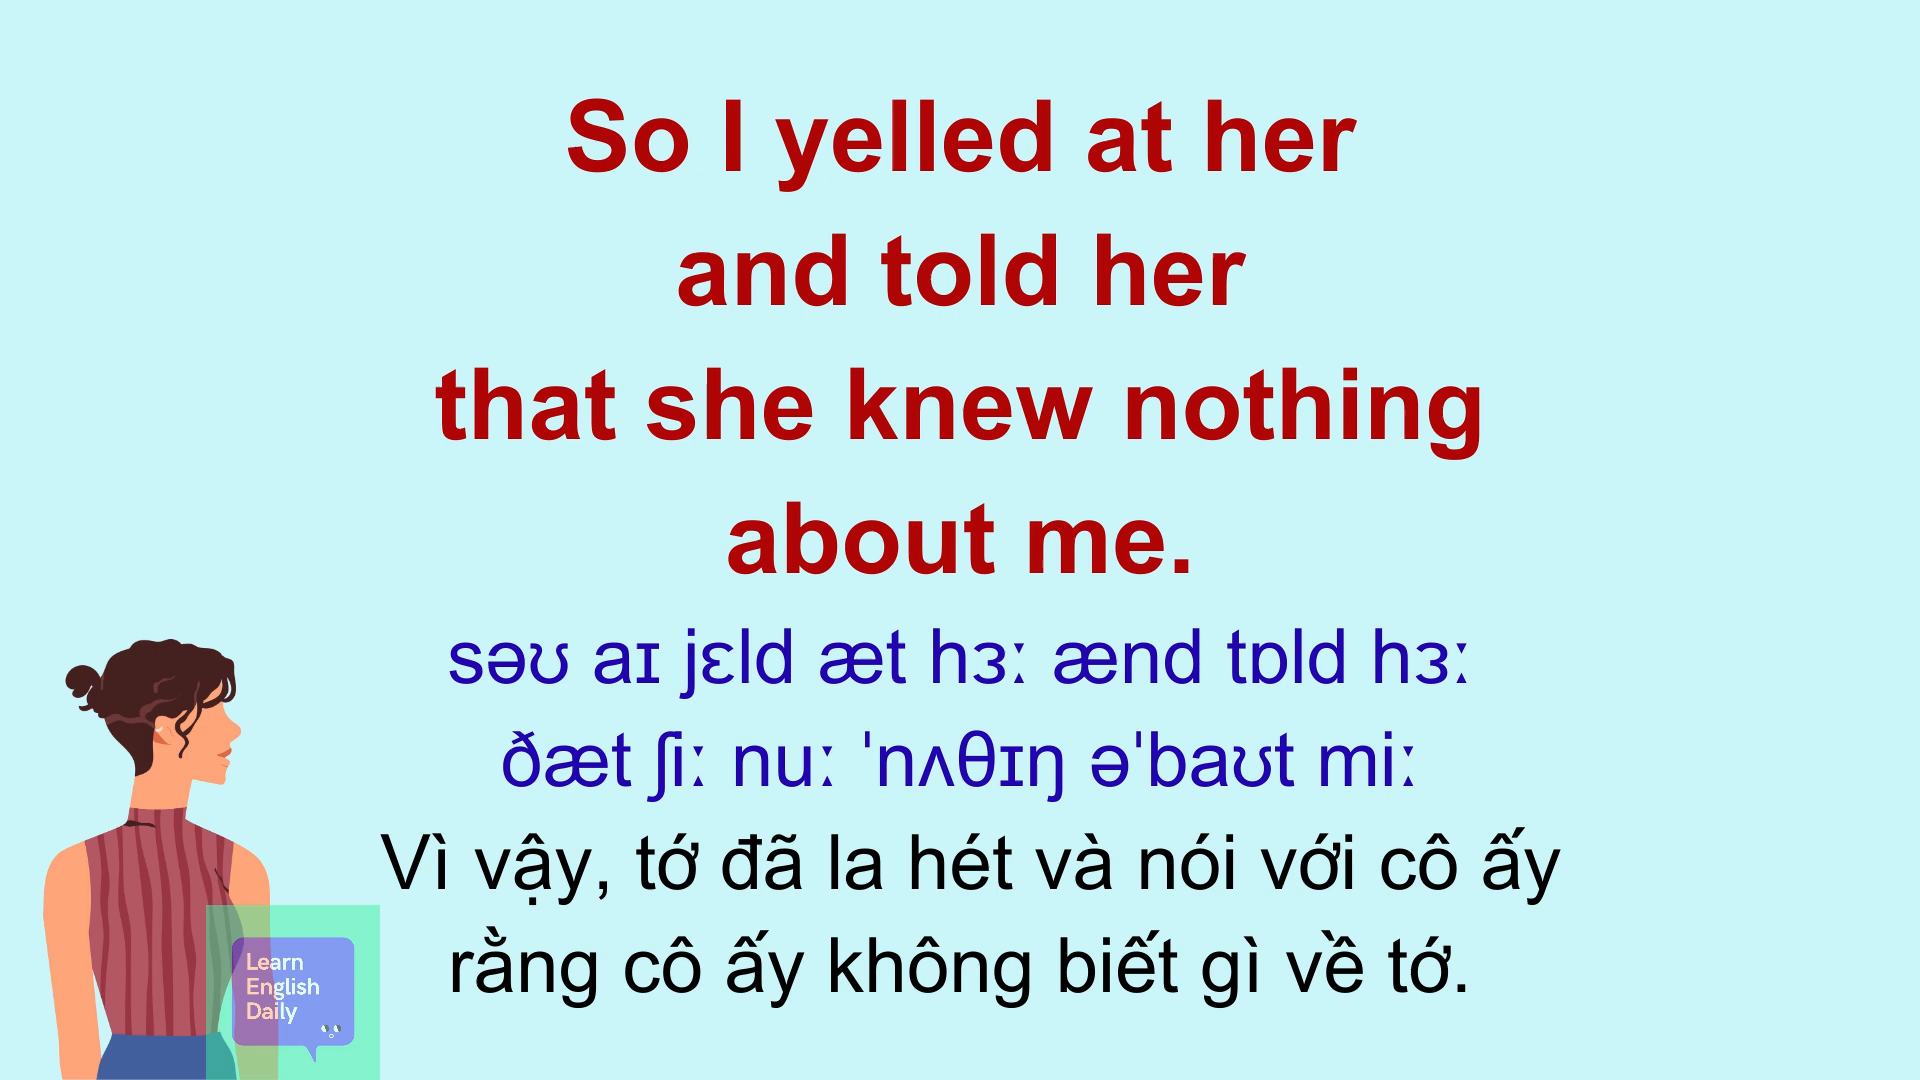 So I yelled at her
and told her
that she knew nothing
about me.
səʊ aɪ jɛld æt hɜː ænd tɒld hɜː
ðæt ʃiː nuː ˈnʌθɪŋ əˈbaʊt miː
Vì vậy, tớ đã la hét và nói với cô ấy
rằng cô ấy không biết gì về tớ.
Learn
English
Daily